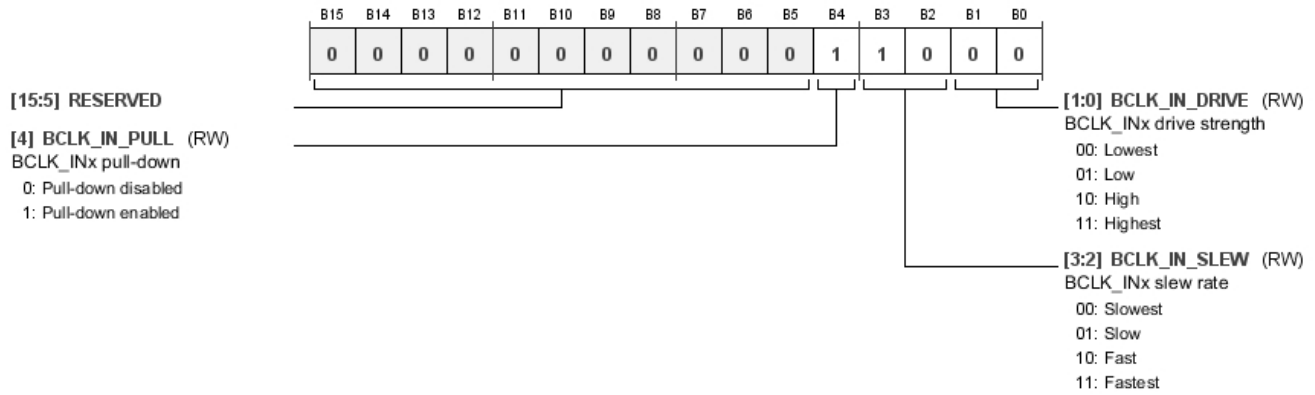 B15 B14 B13 B12 B11 B10 B9 B8 B7 B6 B5 B4 B3 B2 B1 B0
0 0 0 0 0 0 0 0 0 0 0 1 1 0 0 0
[15:5] RESERVED
[4] BCLK_IN_PULL (RW)
BCLK_INx pull-down
0: Pull-down disabled
1: Pull-down enabled
[1:0] BCLK_IN_DRIVE (RW)
BCLK_INx drive strength
00: Lowest
01: Low
10: High
11: Highest
[3:2] BCLK_IN_SLEW (RW)
BCLK_INx slew rate
00: Slowest
01: Slow
10: Fast
11: Fastest